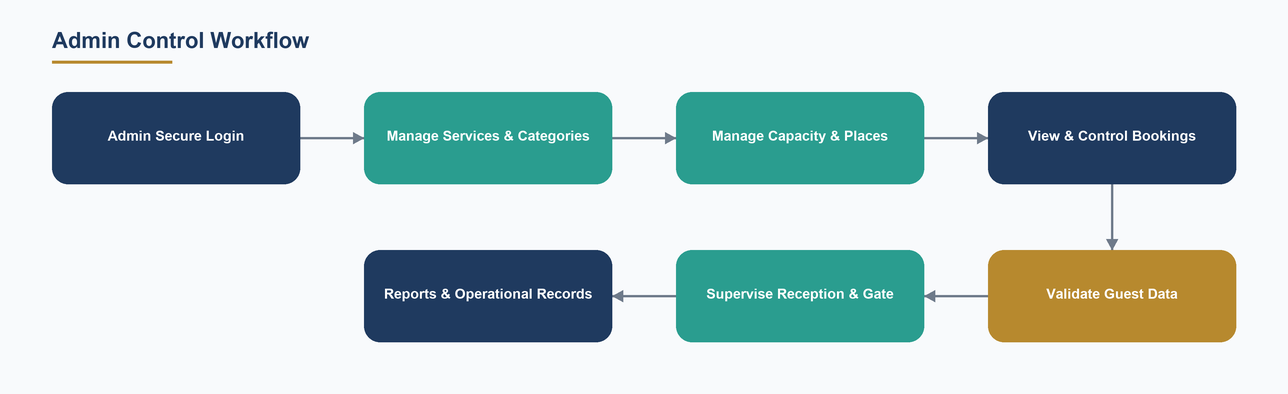 Admin Control Workflow
Admin Secure Login
Manage Services & Categories
Manage Capacity & Places
View & Control Bookings
Validate Guest Data
Supervise Reception & Gate
Reports & Operational Records